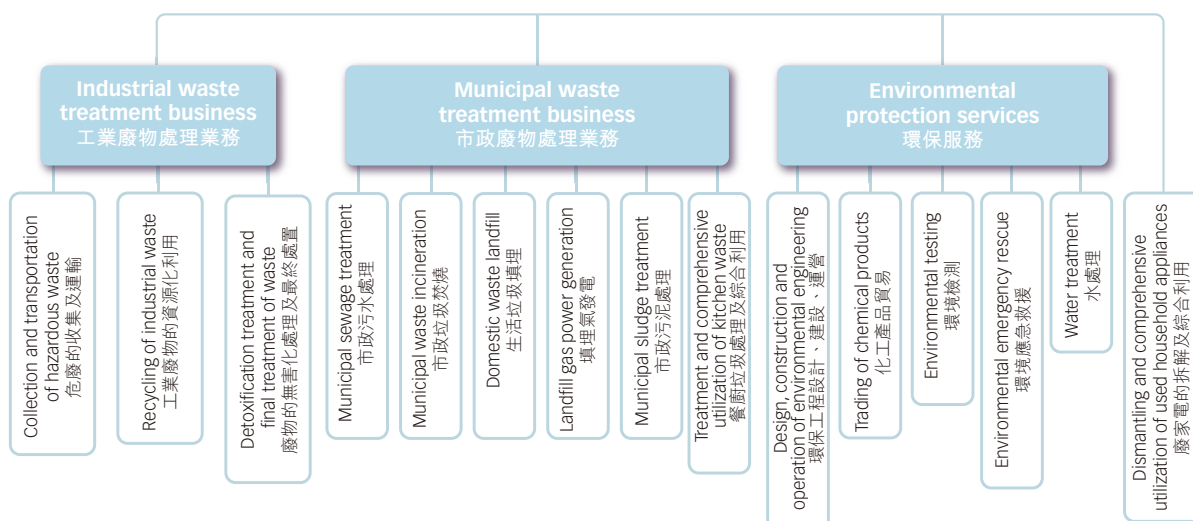 Industrial waste
treatment business
工業廢物處理業務
Municipal waste
treatment business
市政廢物處理業務
Environmental
protection services
環保服務
Collection and transportation
of hazardous waste
危廢的收集及運輸
Recycling of industrial waste
工業廢物的資源化利用
Detoxification treatment and
final treatment of waste
廢物的無害化處理及最終處置
Municipal sewage treatment
市政污水處理
Municipal waste incineration
市政垃圾焚燒
Domestic waste landfill
生活垃圾填埋
Landfill gas power generation
填埋氣發電
Municipal sludge treatment
市政污泥處理
Treatment and comprehensive
utilization of kitchen waste
餐廚垃圾處理及綜合利用
Design, construction and
operation of environmental engineering
環保工程設計、建設、運營
Trading of chemical products
化工產品貿易
Environmental testing
環境檢測
Environmental emergency rescue
環境應急救援
Water treatment
水處理
Dismantling and comprehensive
utilization of used household appliances
廢家電的拆解及綜合利用